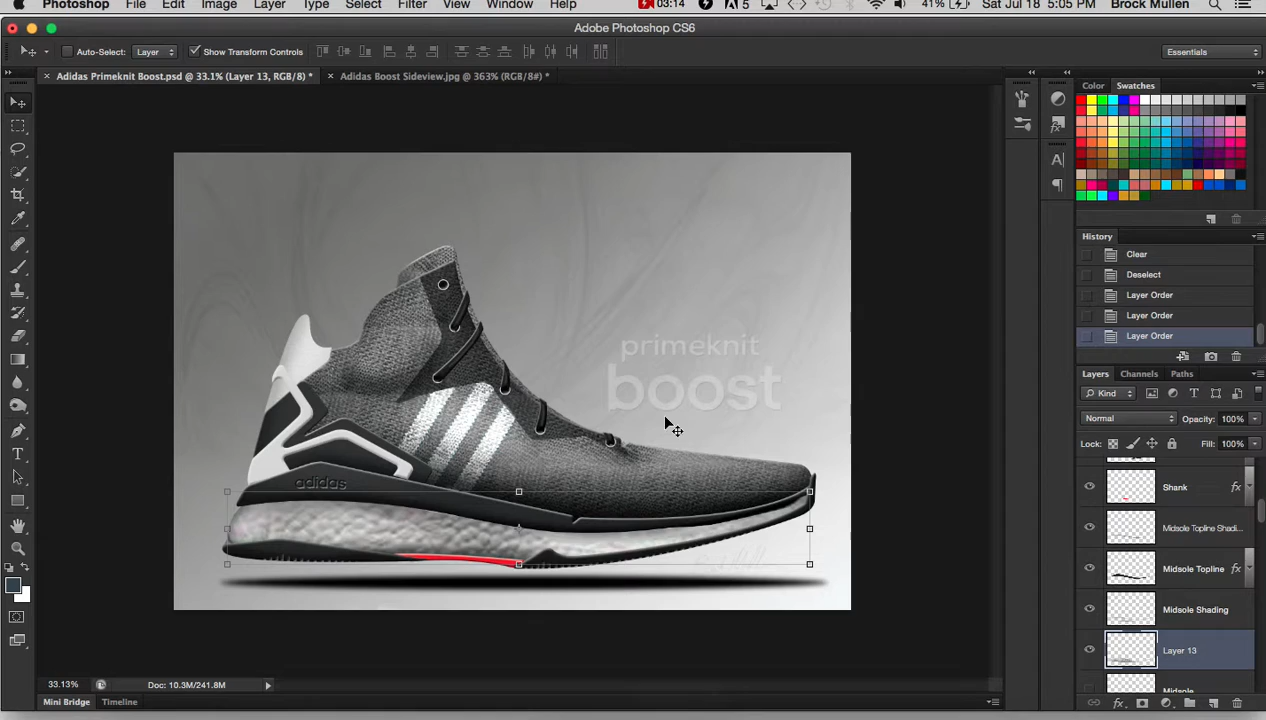 Photoshop File Edit Image Layer Type Select Filter View Window Help 03:14 5 41% Sat Jul 18 5:05 PM Brock Mullen
Adobe Photoshop CS6
Auto-Select: Layer Show Transform Controls Essentials
Adidas Primeknit Boost.psd @ 33.1% (Layer 13, RGB/8) * Adidas Boost Sideview.jpg @ 363% (RGB/8#) *
Color Swatches
History
Clear
Deselect
Layer Order
Layer Order
Layer Order
primeknit
boost
adidas
Layers Channels Paths
Kind
Normal Opacity: 100%
Lock: Fill: 100%
Shank fx
Midsole Topline Shadi...
Midsole Topline fx
Midsole Shading
Layer 13
33.13% Doc: 10.3M/241.8M
Mini Bridge Timeline